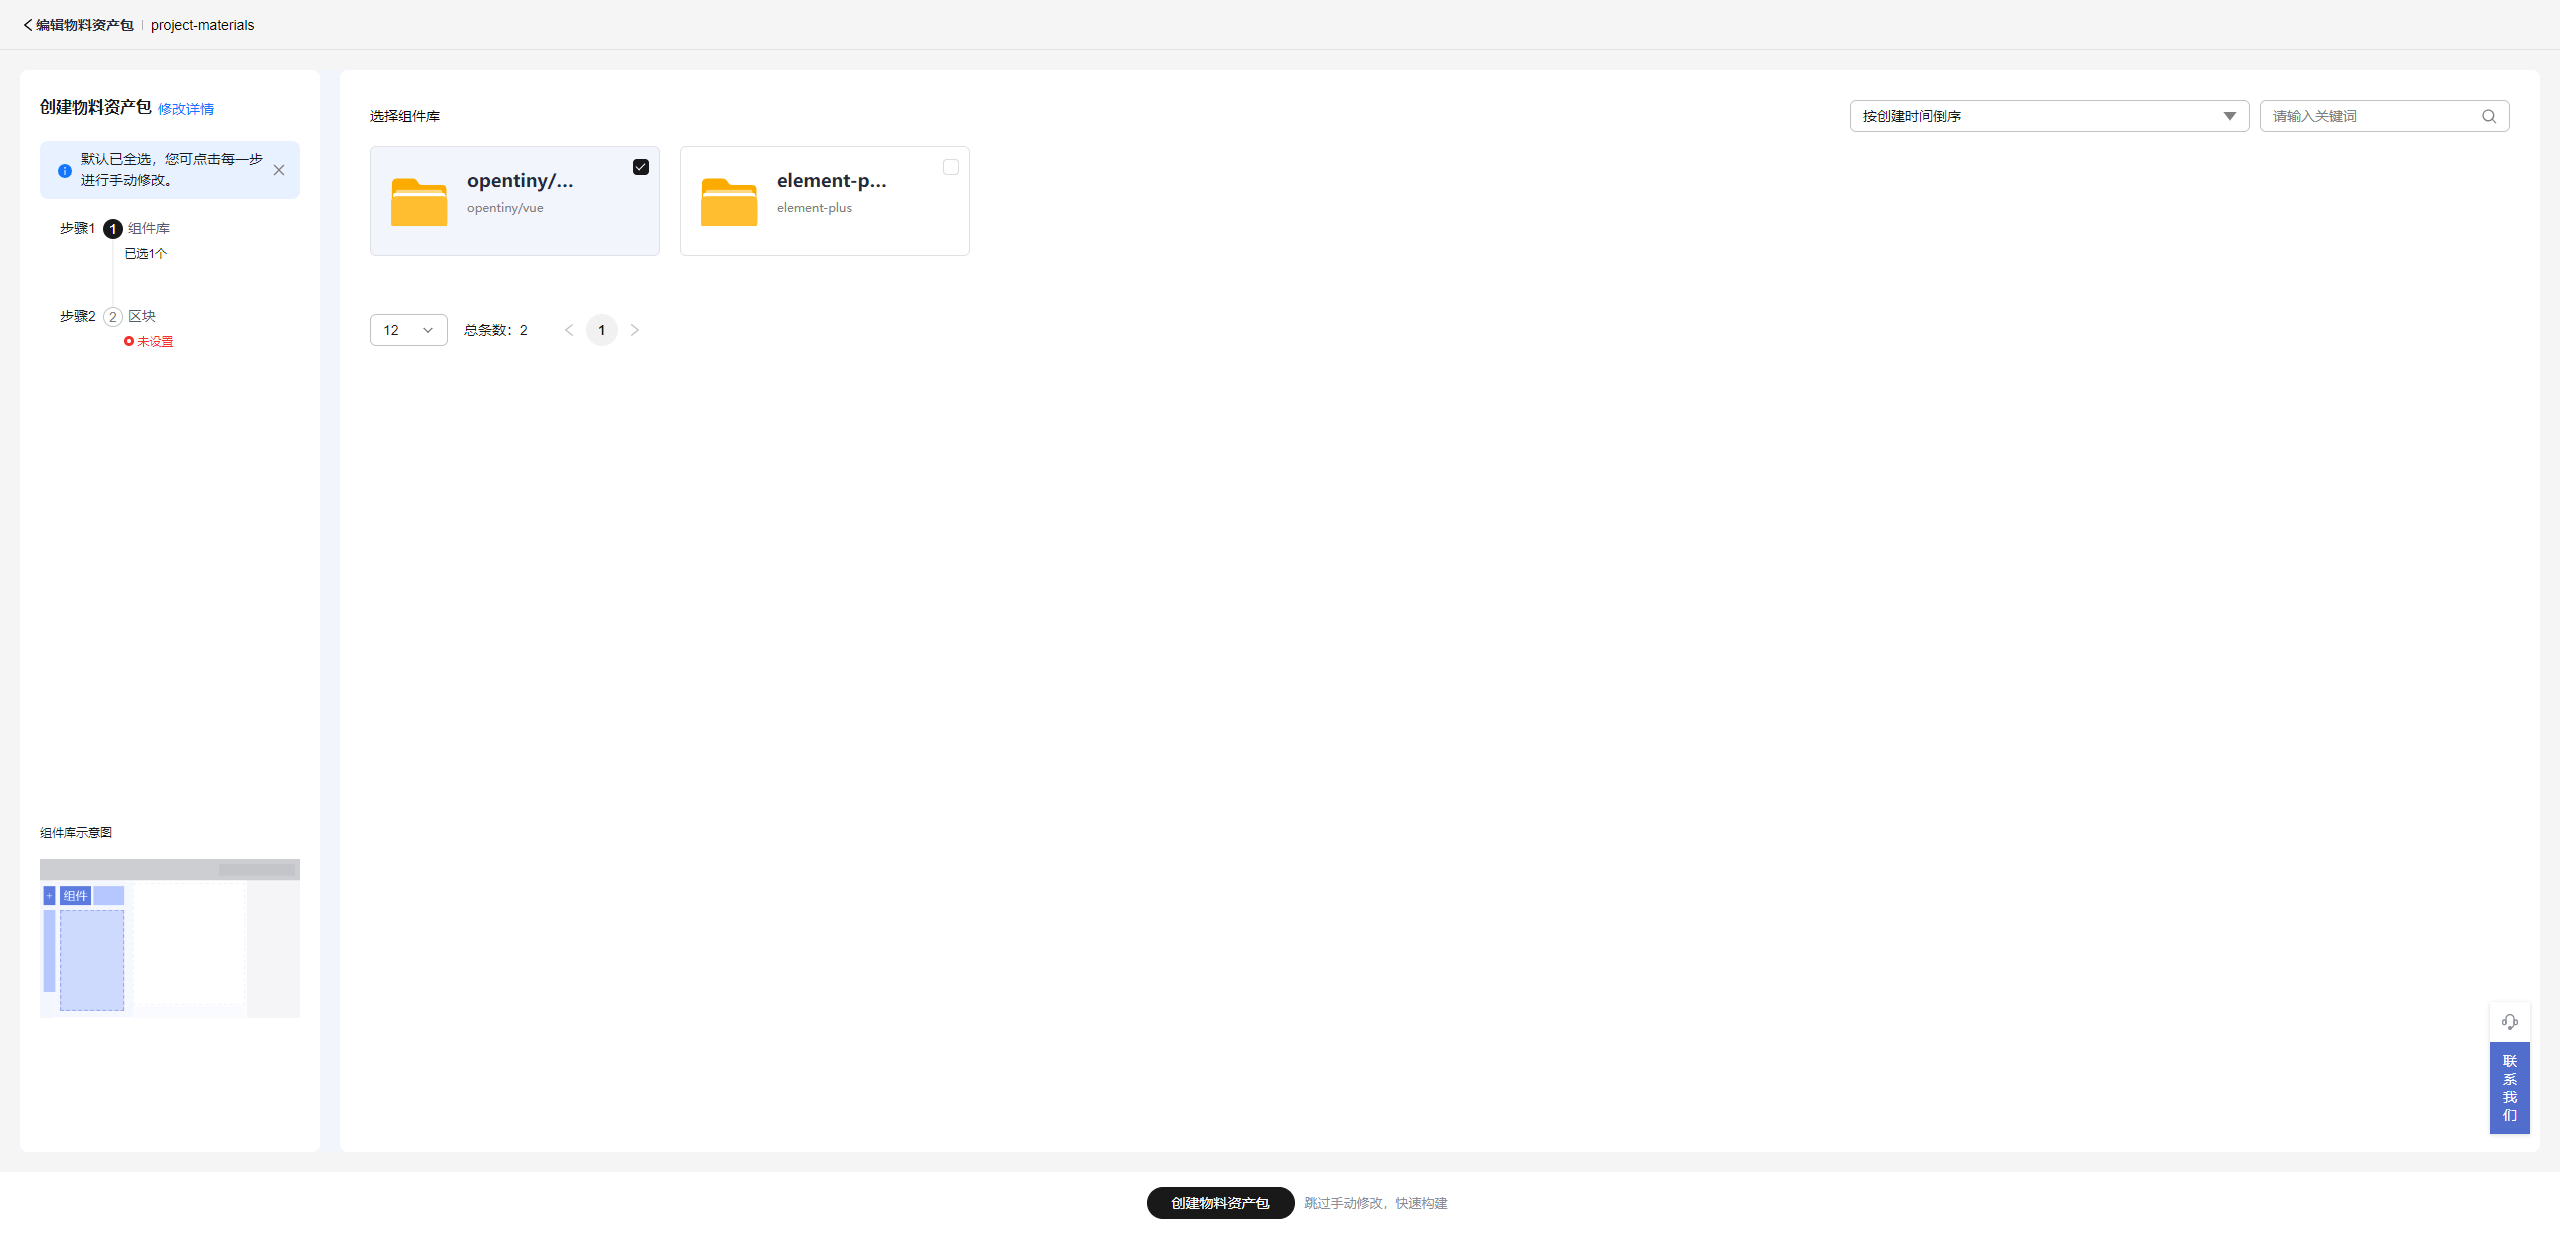 编辑物料资产包 project-materials
创建物料资产包 修改详情
默认已全选，您可点击每一步
进行手动修改。
步骤1 1 组件库
已选1个
步骤2 2 区块
未设置
组件库示意图
+ 组件
选择组件库
按创建时间倒序
请输入关键词
opentiny/...
opentiny/vue
element-p...
element-plus
12 总条数：2 1
联
系
我
们
创建物料资产包 跳过手动修改，快速构建